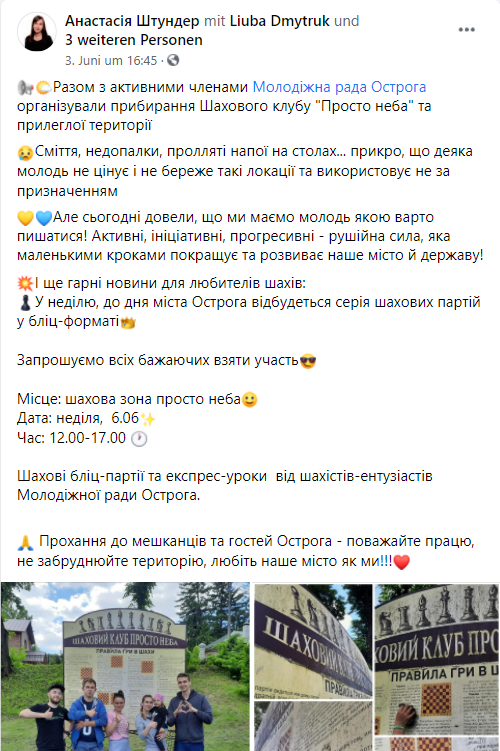 Анастасія Штундер mit Liuba Dmytruk und
3 weiteren Personen
3. Juni um 16:45 ·
Разом з активними членами Молодіжна рада Острога
організували прибирання Шахового клубу "Просто неба" та
прилеглої території
Сміття, недопалки, пролляті напої на столах... прикро, що деяка
молодь не цінує і не береже такі локації та використовує не за
призначенням
💛💙Але сьогодні довели, що ми маємо молодь якою варто
пишатися! Активні, ініціативні, прогресивні - рушійна сила, яка
маленькими кроками покращує та розвиває наше місто й державу!
💥І ще гарні новини для любителів шахів:
♟У неділю, до дня міста Острога відбудеться серія шахових партій
у бліц-форматі
Запрошуємо всіх бажаючих взяти участь😎
Місце: шахова зона просто неба😀
Дата: неділя, 6.06✨
Час: 12.00-17.00 🕐
Шахові бліц-партії та експрес-уроки від шахістів-ентузіастів
Молодіжної ради Острога.
🙏 Прохання до мешканців та гостей Острога - поважайте працю,
не забруднюйте територію, любіть наше місто як ми!!!❤
ШАХОВИЙ КЛУБ ПРОСТО НЕБА
ПРАВИЛА ГРИ В ШАХИ
ШАХОВИЙ КЛУБ
ПРАВИЛА
ОВИЙ КЛУБ ПРОСТО НЕ
ПРАВИЛА ГРИ В ШАХИ